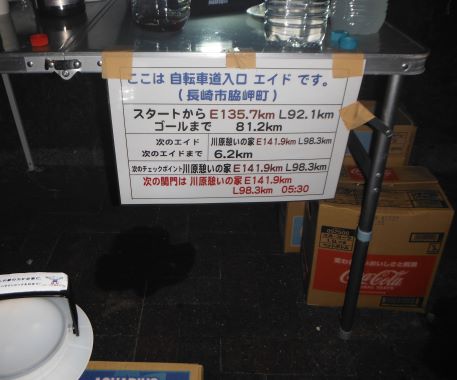 ここは 自転車道入口 エイド です。
(長崎市脇岬町)
スタートから E135.7km L92.1km
ゴールまで 81.2km
次のエイド 川原憩いの家 E141.9km L98.3km
次のエイドまで 6.2km
次のチェックポイント 川原憩いの家 E141.9km L98.3km
次の関門は 川原憩いの家 E141.9km
L98.3km 05:30
Coca-Cola
AQUARIUS